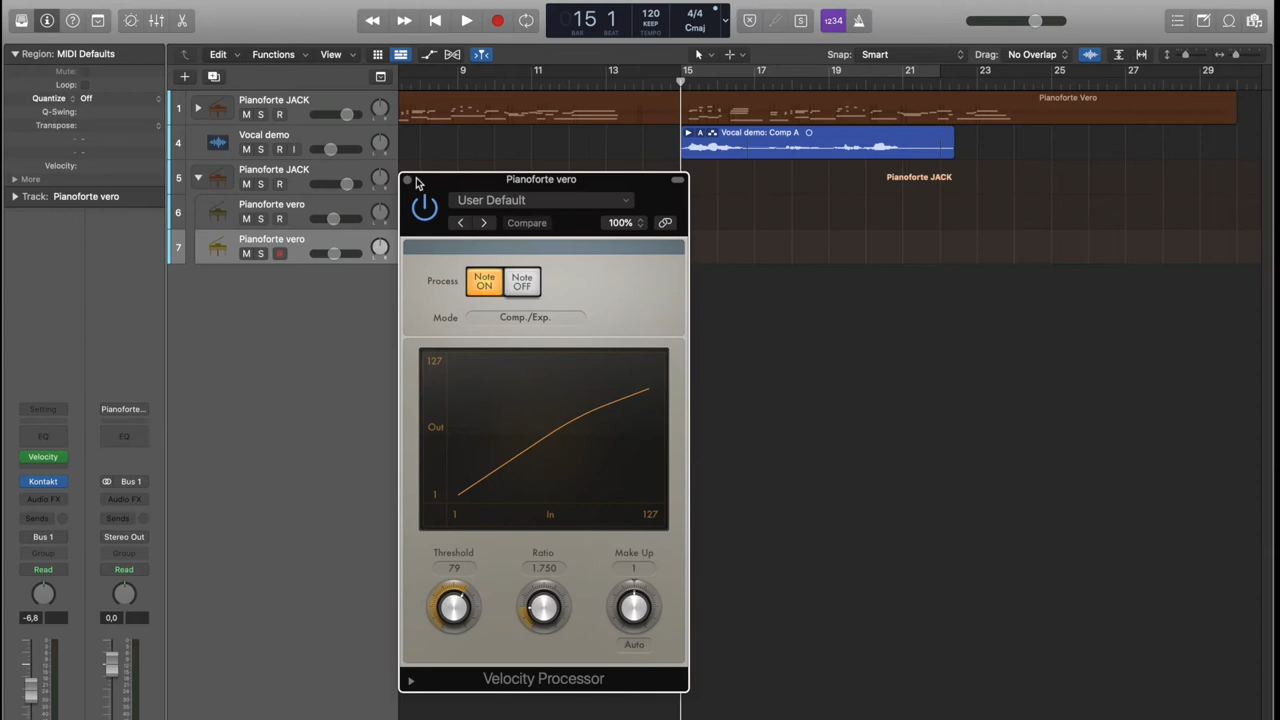 15 1
BAR BEAT
120
KEEP
TEMPO
4/4
Cmaj
S
1234
Region: MIDI Defaults
Mute:
Loop:
Quantize Off
Q-Swing:
Transpose:
Velocity:
More
Track: Pianoforte vero
Edit Functions View
Snap: Smart
Drag: No Overlap
9 11 13 15 17 19 21 23 25 27 29
1 Pianoforte JACK
M S R
4 Vocal demo
M S R I
5 Pianoforte JACK
M S R
6 Pianoforte vero
M S R
7 Pianoforte vero
M S R
Pianoforte Vero
A Vocal demo: Comp A
Pianoforte JACK
Pianoforte vero
User Default
Compare
100%
Process
Note
ON
Note
OFF
Mode Comp./Exp.
127
Out
1
1 In 127
Threshold
79
Ratio
1.750
Make Up
1
Auto
Velocity Processor
Setting
EQ
Velocity
Kontakt
Audio FX
Sends
Bus 1
Group
Read
-6,8
Pianoforte...
EQ
Bus 1
Audio FX
Sends
Stereo Out
Group
Read
0,0